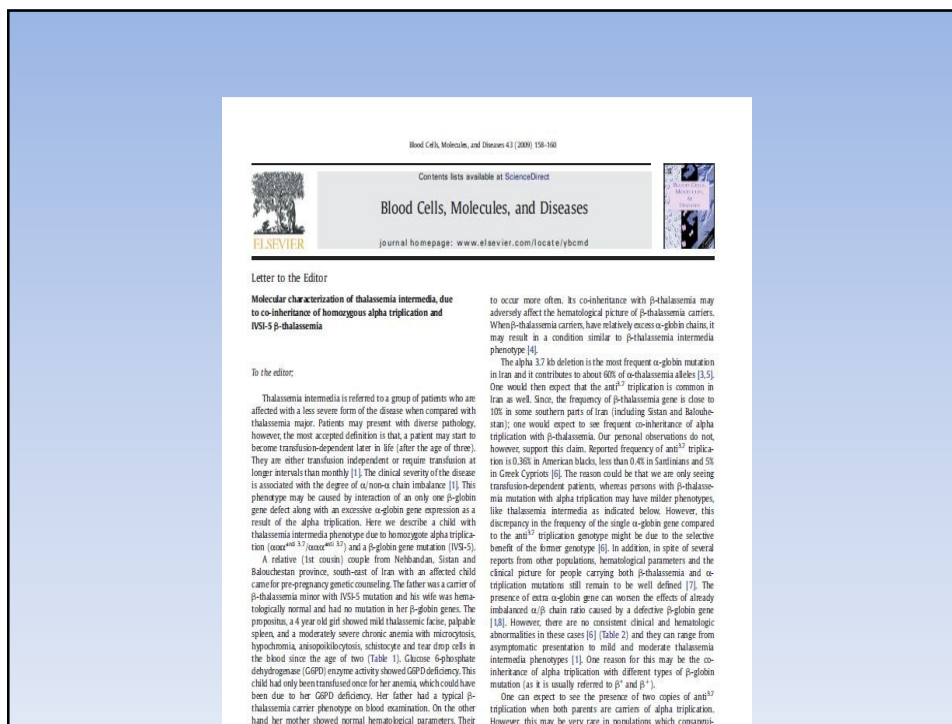 Blood Cells, Molecules, and Diseases 43 (2009) 158–160
Contents lists available at ScienceDirect
Blood Cells, Molecules, and Diseases
journal homepage: www.elsevier.com/locate/ybcmd
ELSEVIER
BLOOD CELLS,
MOLECULES,
&
DISEASES
Letter to the Editor
Molecular characterization of thalassemia intermedia, due
to co-inheritance of homozygous alpha triplication and
IVSI-5 β-thalassemia
To the editor;
Thalassemia intermedia is referred to a group of patients who are
affected with a less severe form of the disease when compared with
thalassemia major. Patients may present with diverse pathology,
however, the most accepted definition is that, a patient may start to
become transfusion-dependent later in life (after the age of three).
They are either transfusion independent or require transfusion at
longer intervals than monthly [1]. The clinical severity of the disease
is associated with the degree of α/non-α chain imbalance [1]. This
phenotype may be caused by interaction of an only one β-globin
gene defect along with an excessive α-globin gene expression as a
result of the alpha triplication. Here we describe a child with
thalassemia intermedia phenotype due to homozygote alpha triplica-
tion (ααα^anti 3.7/ααα^anti 3.7) and a β-globin gene mutation (IVSI-5).
A relative (1st cousin) couple from Nehbandan, Sistan and
Balouchestan province, south-east of Iran with an affected child
came for pre-pregnancy genetic counseling. The father was a carrier of
β-thalassemia minor with IVSI-5 mutation and his wife was hema-
tologically normal and had no mutation in her β-globin genes. The
propositus, a 4 year old girl showed mild thalassemic facise, palpable
spleen, and a moderately severe chronic anemia with microcytosis,
hypochromia, anisopoikilocytosis, schistocyte and tear drop cells in
the blood since the age of two (Table 1). Glucose 6-phosphate
dehydrogenase (G6PD) enzyme activity showed G6PD deficiency. This
child had only been transfused once for her anemia, which could have
been due to her G6PD deficiency. Her father had a typical β-
thalassemia carrier phenotype on blood examination. On the other
hand her mother showed normal hematological parameters. Their
to occur more often. Its co-inheritance with β-thalassemia may
adversely affect the hematological picture of β-thalassemia carriers.
When β-thalassemia carriers, have relatively excess α-globin chains, it
may result in a condition similar to β-thalassemia intermedia
phenotype [4].
The alpha 3.7 kb deletion is the most frequent α-globin mutation
in Iran and it contributes to about 60% of α-thalassemia alleles [3,5].
One would then expect that the anti^3.7 triplication is common in
Iran as well. Since, the frequency of β-thalassemia gene is close to
10% in some southern parts of Iran (including Sistan and Balouhe-
stan); one would expect to see frequent co-inheritance of alpha
triplication with β-thalassemia. Our personal observations do not,
however, support this claim. Reported frequency of anti^3.7 triplica-
tion is 0.36% in American blacks, less than 0.4% in Sardinians and 5%
in Greek Cypriots [6]. The reason could be that we are only seeing
transfusion-dependent patients, whereas persons with β-thalasse-
mia mutation with alpha triplication may have milder phenotypes,
like thalassemia intermedia as indicated below. However, this
discrepancy in the frequency of the single α-globin gene compared
to the anti^3.7 triplication genotype might be due to the selective
benefit of the former genotype [6]. In addition, in spite of several
reports from other populations, hematological parameters and the
clinical picture for people carrying both β-thalassemia and α-
triplication mutations still remain to be well defined [7]. The
presence of extra α-globin gene can worsen the effects of already
imbalanced α/β chain ratio caused by a defective β-globin gene
[1,8]. However, there are no consistent clinical and hematologic
abnormalities in these cases [6] (Table 2) and they can range from
asymptomatic presentation to mild and moderate thalassemia
intermedia phenotypes [1]. One reason for this may be the co-
inheritance of alpha triplication with different types of β-globin
mutation (as it is usually referred to β° and β⁺).
One can expect to see the presence of two copies of anti^3.7
triplication when both parents are carriers of alpha triplication.
However, this may be very rare in populations which consangui-